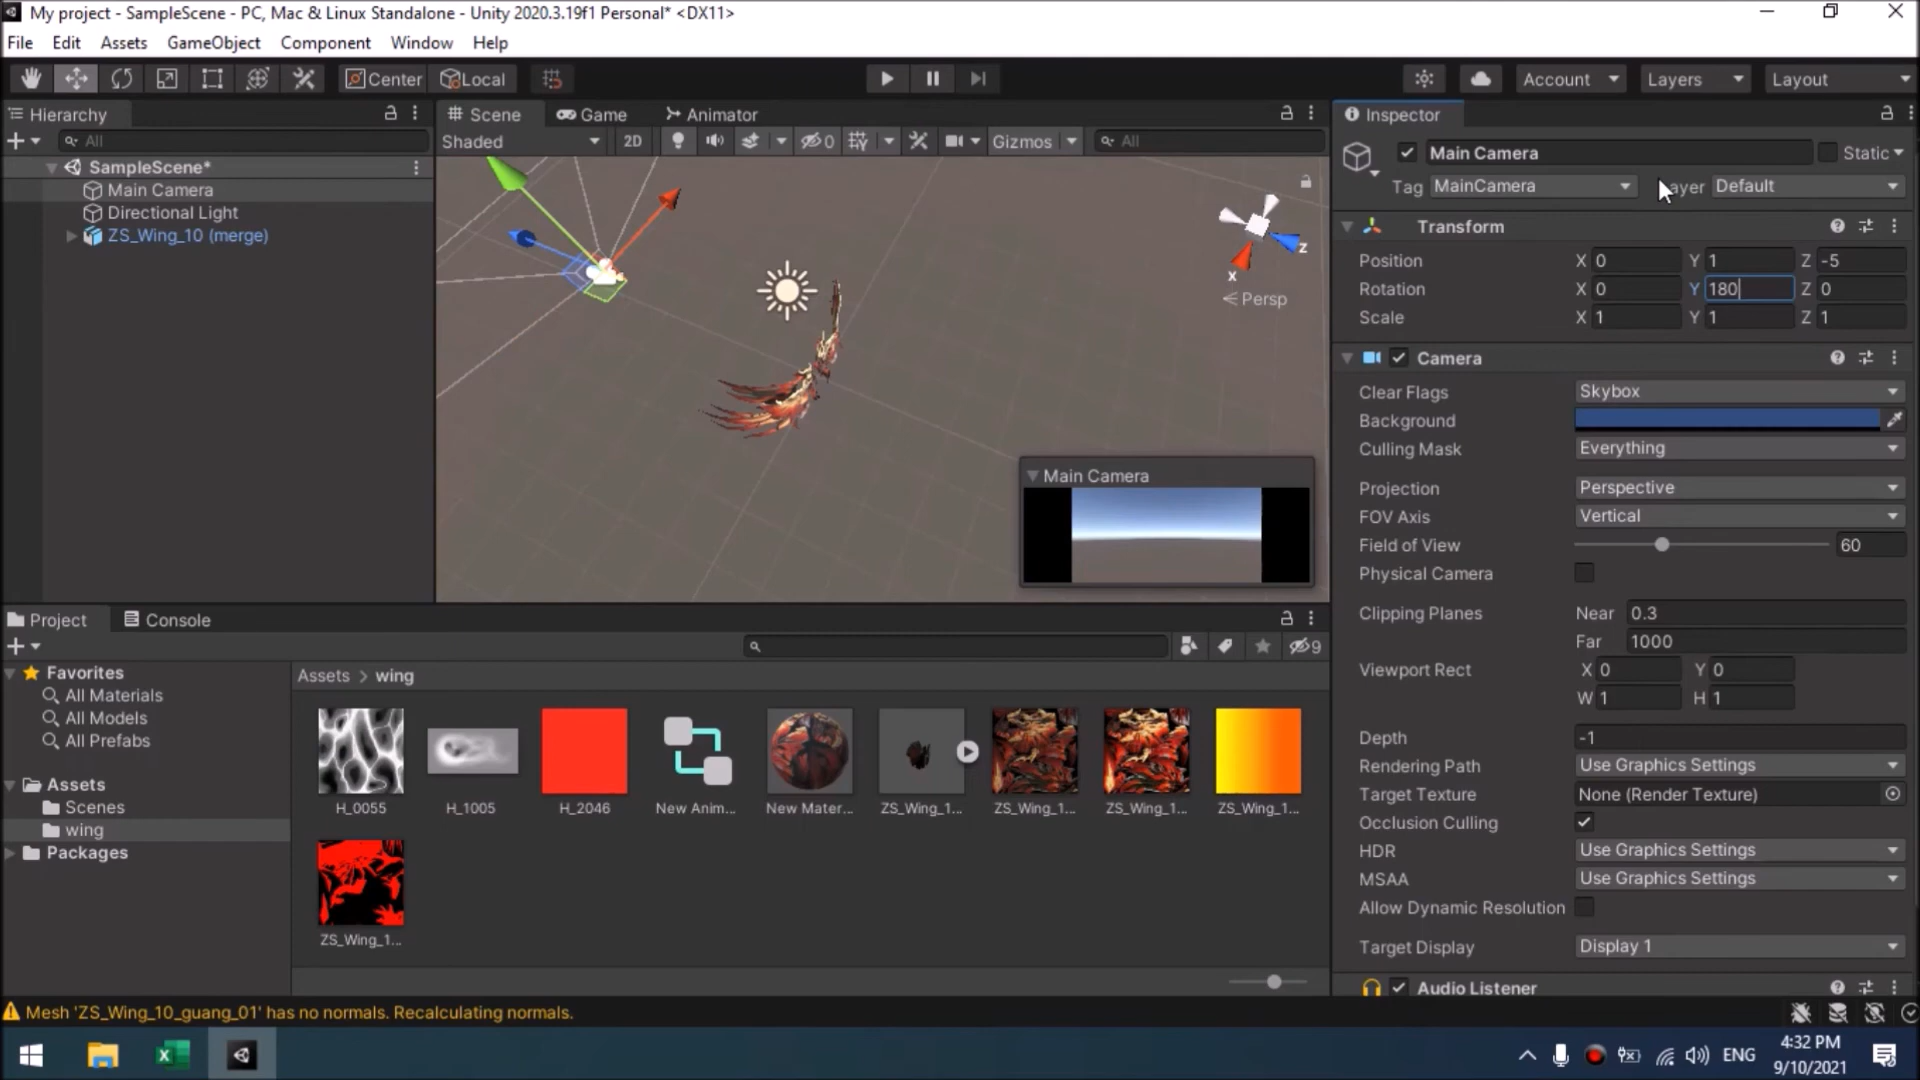 My project - SampleScene - PC, Mac & Linux Standalone - Unity 2020.3.19f1 Personal* <DX11>
File Edit Assets GameObject Component Window Help
Center Local Account Layers Layout
Hierarchy
All
SampleScene*
Main Camera
Directional Light
ZS_Wing_10 (merge)
Scene Game Animator
Shaded 2D 0 Gizmos All
x z
Persp
Main Camera
Inspector
Main Camera Static
Tag MainCamera ayer Default
Transform
Position X 0 Y 1 Z -5
Rotation X 0 Y 180 Z 0
Scale X 1 Y 1 Z 1
Camera
Clear Flags Skybox
Background
Culling Mask Everything
Projection Perspective
FOV Axis Vertical
Field of View 60
Physical Camera
Clipping Planes Near 0.3
Far 1000
Viewport Rect X 0 Y 0
W 1 H 1
Depth -1
Rendering Path Use Graphics Settings
Target Texture None (Render Texture)
Occlusion Culling
HDR Use Graphics Settings
MSAA Use Graphics Settings
Allow Dynamic Resolution
Target Display Display 1
Audio Listener
Project Console
9
Favorites
All Materials
All Models
All Prefabs
Assets
Scenes
wing
Packages
Assets > wing
H_0055 H_1005 H_2046 New Anim... New Mater... ZS_Wing_1... ZS_Wing_1... ZS_Wing_1... ZS_Wing_1...
ZS_Wing_1...
Mesh 'ZS_Wing_10_guang_01' has no normals. Recalculating normals.
ENG
4:32 PM
9/10/2021